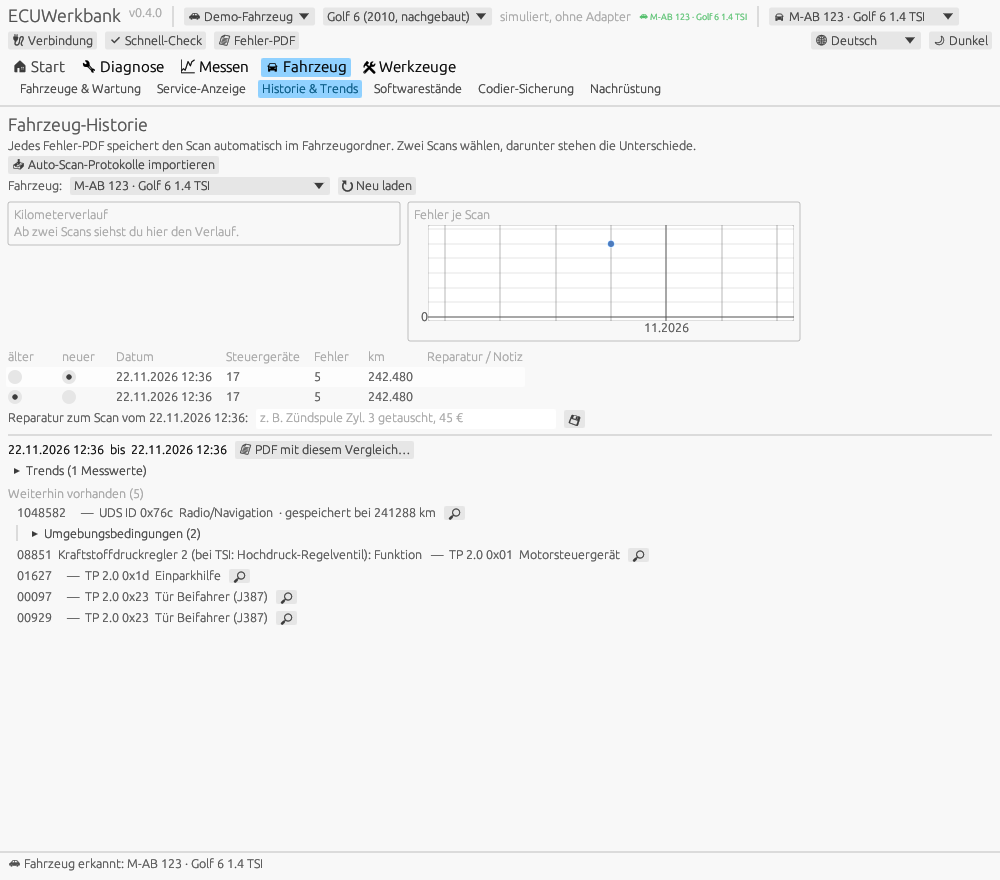 ECUWerkbank v0.4.0 Demo-Fahrzeug Golf 6 (2010, nachgebaut) simuliert, ohne Adapter M-AB 123 · Golf 6 1.4 TSI M-AB 123 · Golf 6 1.4 TSI
Verbindung Schnell-Check Fehler-PDF Deutsch Dunkel
Start Diagnose Messen Fahrzeug Werkzeuge
Fahrzeuge & Wartung Service-Anzeige Historie & Trends Softwarestände Codier-Sicherung Nachrüstung
Fahrzeug-Historie
Jedes Fehler-PDF speichert den Scan automatisch im Fahrzeugordner. Zwei Scans wählen, darunter stehen die Unterschiede.
Auto-Scan-Protokolle importieren
Fahrzeug: M-AB 123 · Golf 6 1.4 TSI Neu laden
Kilometerverlauf
Ab zwei Scans siehst du hier den Verlauf.
Fehler je Scan
0
11.2026
älter neuer Datum Steuergeräte Fehler km Reparatur / Notiz
22.11.2026 12:36 17 5 242.480
22.11.2026 12:36 17 5 242.480
Reparatur zum Scan vom 22.11.2026 12:36: z. B. Zündspule Zyl. 3 getauscht, 45 €
22.11.2026 12:36 bis 22.11.2026 12:36 PDF mit diesem Vergleich...
Trends (1 Messwerte)
Weiterhin vorhanden (5)
1048582 — UDS ID 0x76c Radio/Navigation · gespeichert bei 241288 km
Umgebungsbedingungen (2)
08851 Kraftstoffdruckregler 2 (bei TSI: Hochdruck-Regelventil): Funktion — TP 2.0 0x01 Motorsteuergerät
01627 — TP 2.0 0x1d Einparkhilfe
00097 — TP 2.0 0x23 Tür Beifahrer (J387)
00929 — TP 2.0 0x23 Tür Beifahrer (J387)
Fahrzeug erkannt: M-AB 123 · Golf 6 1.4 TSI